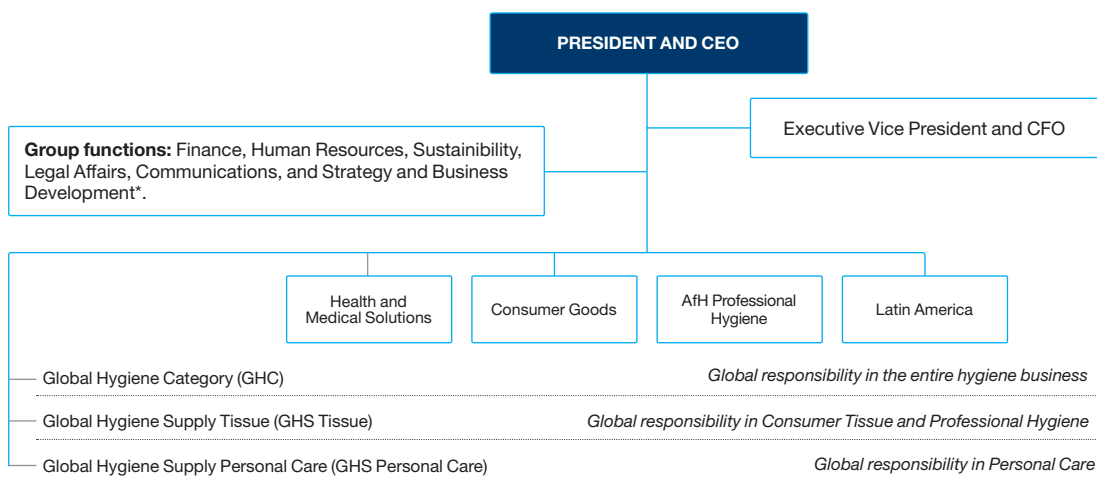 PRESIDENT AND CEO
Executive Vice President and CFO
Group functions: Finance, Human Resources, Sustainibility,
Legal Affairs, Communications, and Strategy and Business
Development*.
Health and
Medical Solutions
Consumer Goods
AfH Professional
Hygiene
Latin America
Global Hygiene Category (GHC)
Global responsibility in the entire hygiene business
Global Hygiene Supply Tissue (GHS Tissue)
Global responsibility in Consumer Tissue and Professional Hygiene
Global Hygiene Supply Personal Care (GHS Personal Care)
Global responsibility in Personal Care